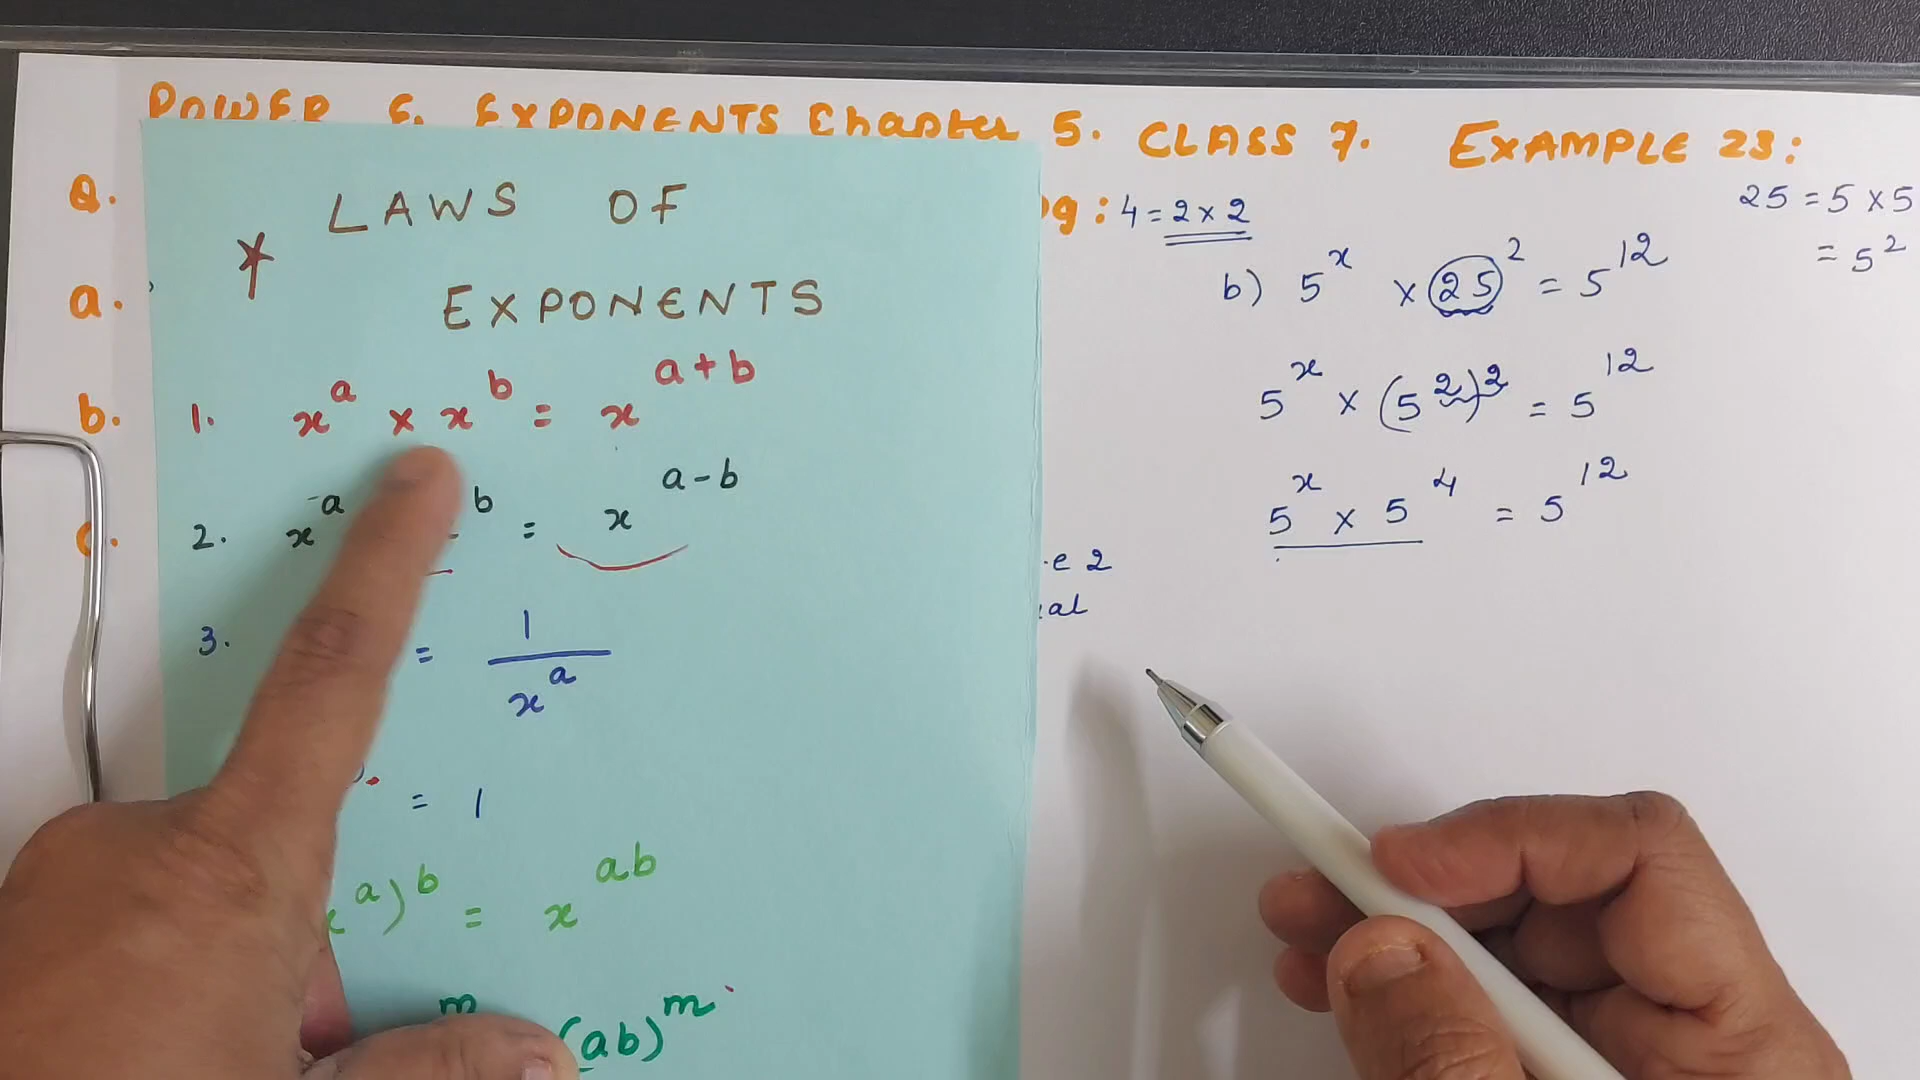 POWER & EXPONENTS Chapter 5. CLASS 7. EXAMPLE 23:
Q.
a.
b.
c.
* LAWS OF
EXPONENTS
1. x^a × x^b = x^(a+b)
2. x^a b = x^(a-b)
3. = 1/x^a
= 1
x^a)^b = x^(ab)
m (ab)^m
g: 4 = 2 × 2
e 2
al
25 = 5 × 5
= 5^2
b) 5^x × 25^2 = 5^12
5^x × (5^2)^2 = 5^12
5^x × 5^4 = 5^12